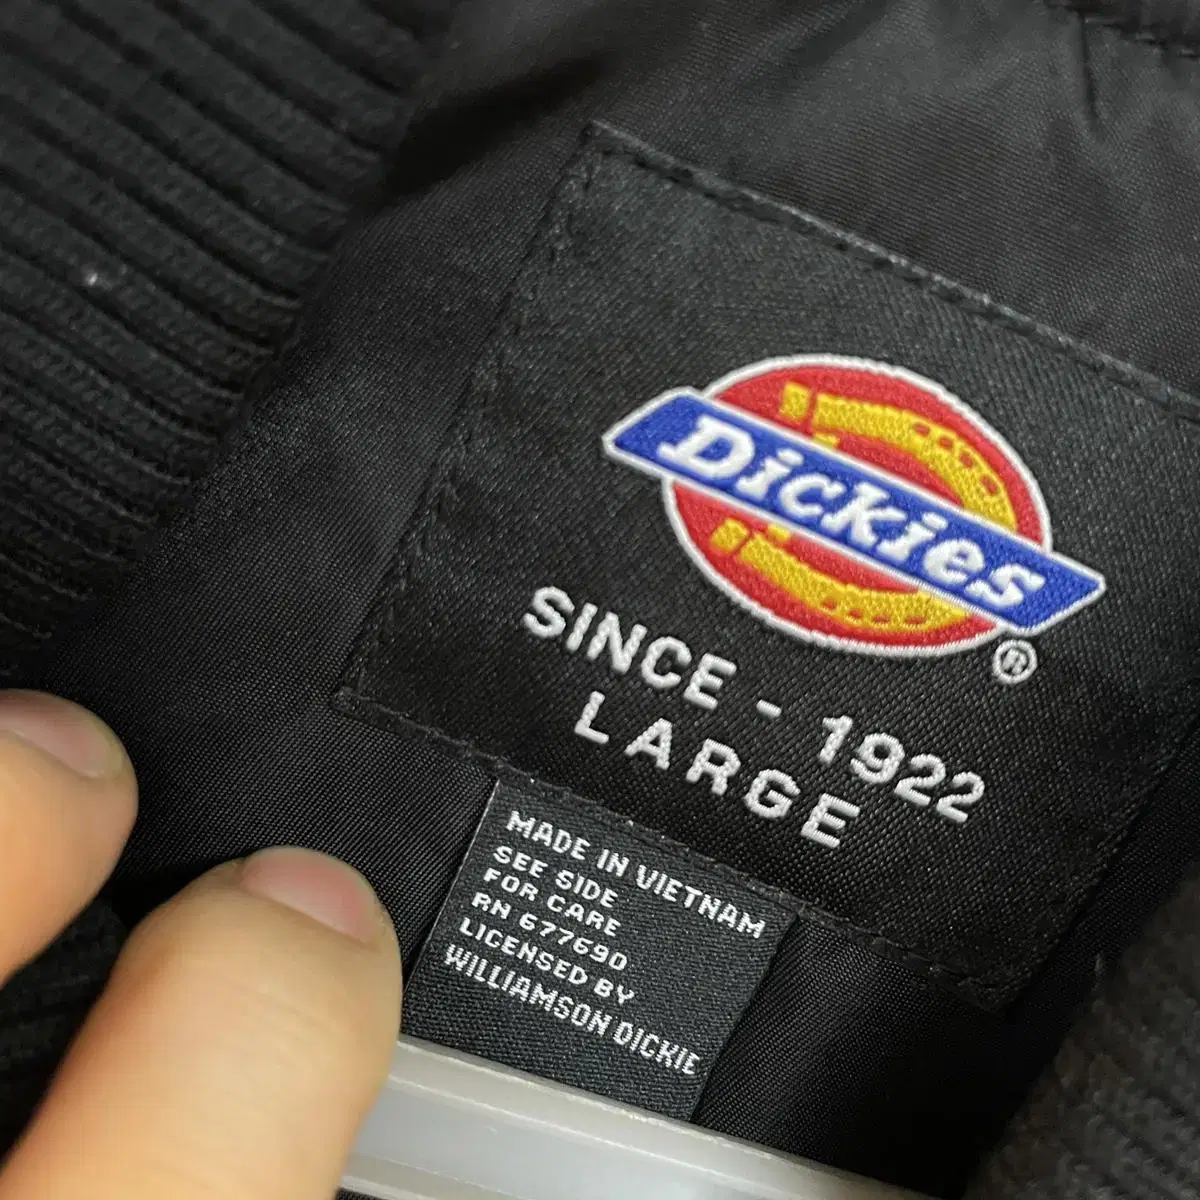 Dickies
®
SINCE - 1922
LARGE
MADE IN VIETNAM
SEE SIDE
FOR CARE
RN 677690
LICENSED BY
WILLIAMSON DICKIE